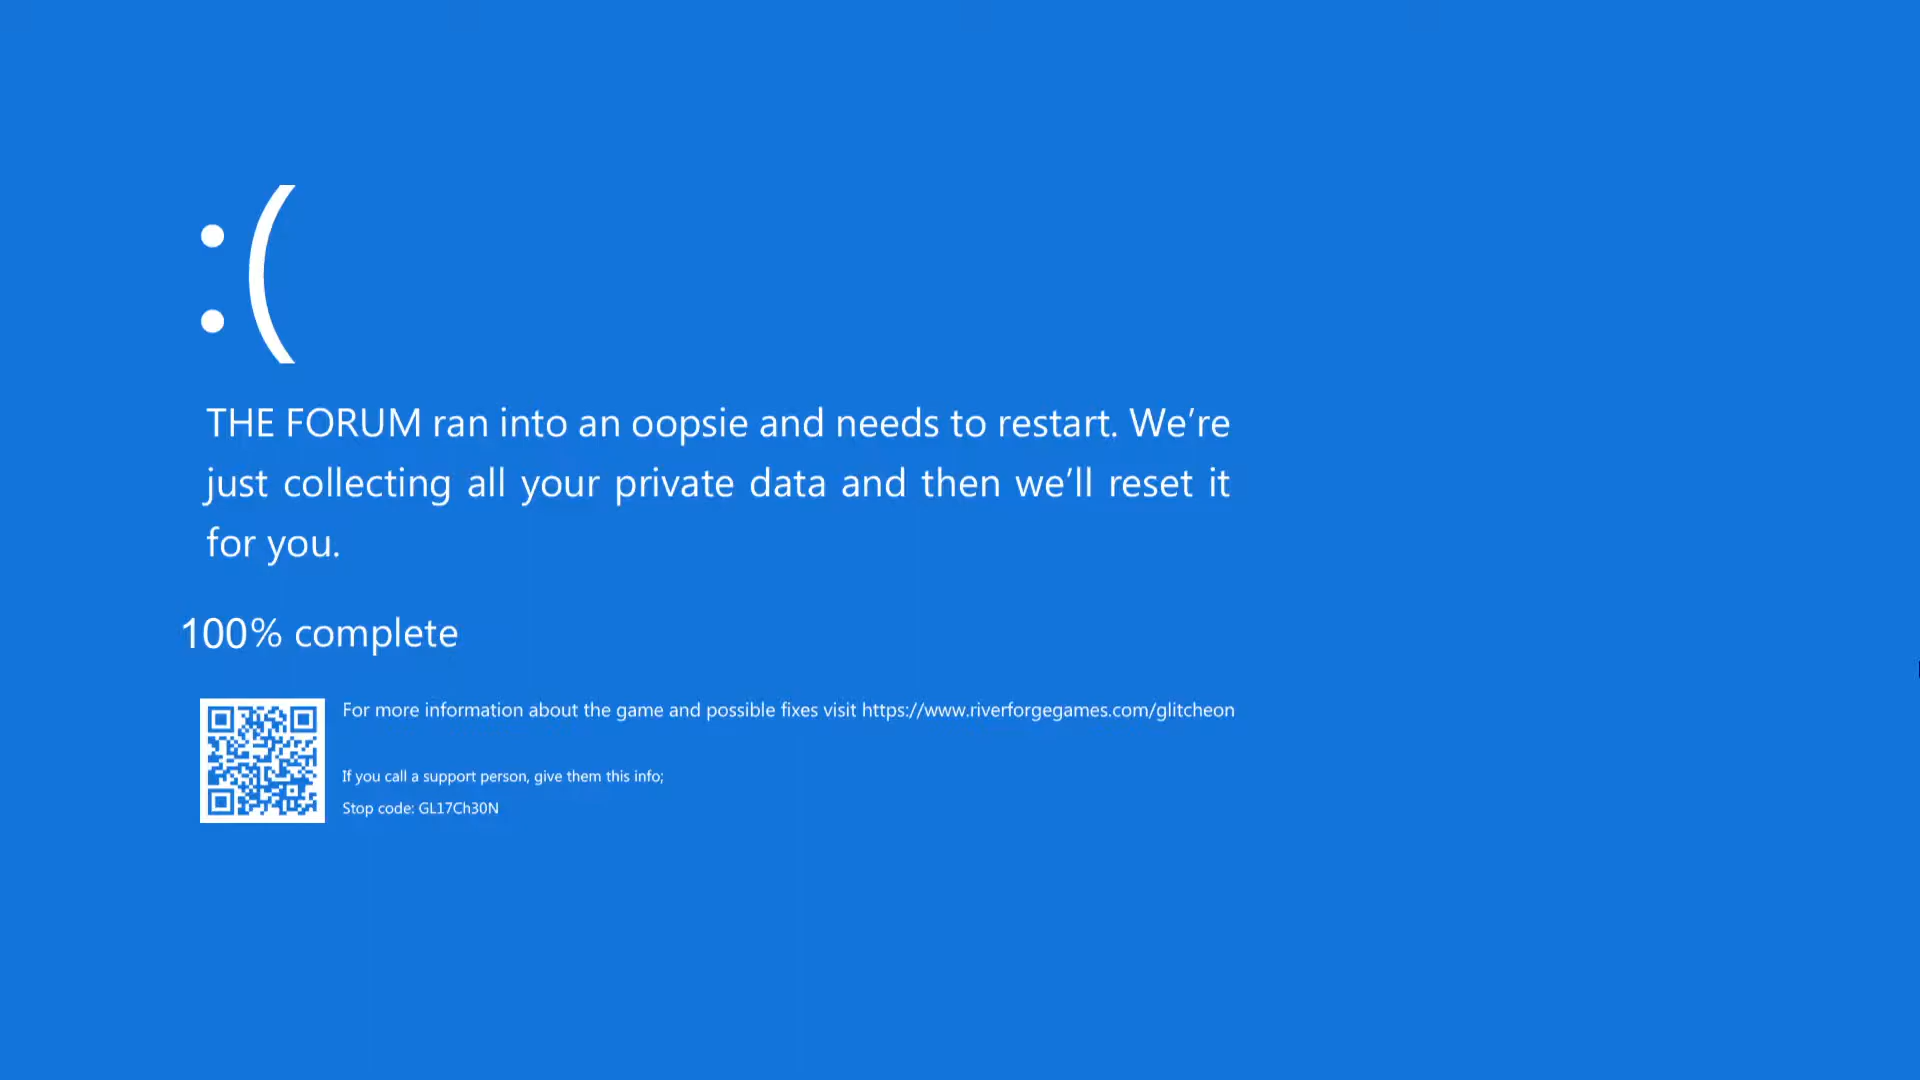 :(
THE FORUM ran into an oopsie and needs to restart. We’re
just collecting all your private data and then we’ll reset it
for you.
100% complete
For more information about the game and possible fixes visit https://www.riverforgegames.com/glitcheon
If you call a support person, give them this info;
Stop code: GL17Ch30N